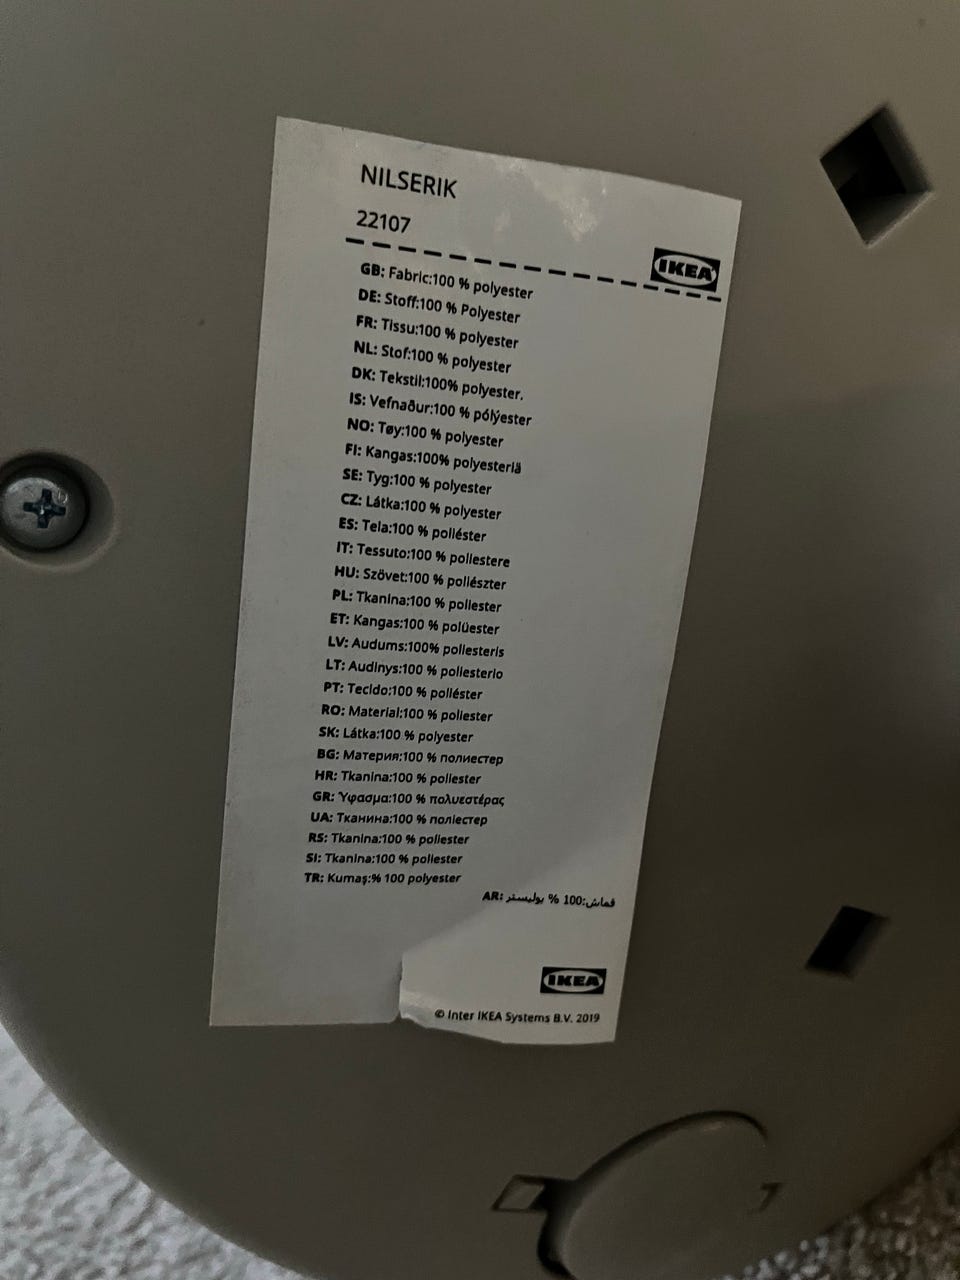 NILSERIK
22107
IKEA
GB: Fabric:100 % polyester
DE: Stoff:100 % Polyester
FR: Tissu:100 % polyester
NL: Stof:100 % polyester
DK: Tekstil:100% polyester.
IS: Vefnaður:100 % pólýester
NO: Tøy:100 % polyester
FI: Kangas:100% polyesteriä
SE: Tyg:100 % polyester
CZ: Látka:100 % polyester
ES: Tela:100 % poliéster
IT: Tessuto:100 % poliestere
HU: Szövet:100 % poliészter
PL: Tkanina:100 % poliester
ET: Kangas:100 % polüester
LV: Audums:100% poliesteris
LT: Audinys:100 % poliesterio
PT: Tecido:100 % poliéster
RO: Material:100 % poliester
SK: Látka:100 % polyester
BG: Материя:100 % полиестер
HR: Tkanina:100 % poliester
GR: Ύφασμα:100 % πολυεστέρας
UA: Тканина:100 % поліестер
RS: Tkanina:100 % poliester
SI: Tkanina:100 % poliester
TR: Kumaş:% 100 polyester
AR: قماش:100 % بوليستر
IKEA
© Inter IKEA Systems B.V. 2019